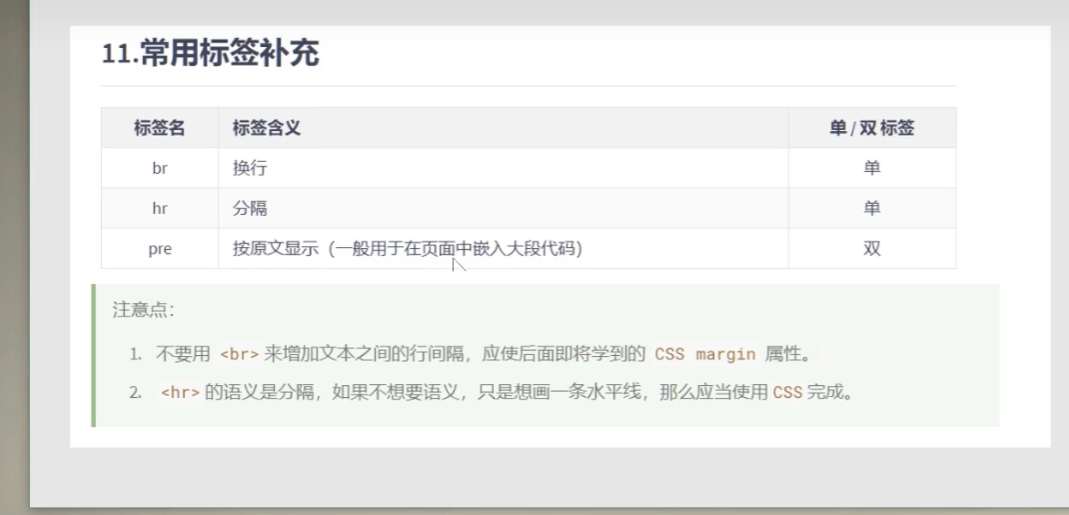 11.常用标签补充
标签名 标签含义 单 / 双 标签
br 换行 单
hr 分隔 单
pre 按原文显示（一般用于在页面中嵌入大段代码） 双
注意点：
1. 不要用 <br> 来增加文本之间的行间隔，应使后面即将学到的 CSS margin 属性。
2. <hr> 的语义是分隔，如果不想要语义，只是想画一条水平线，那么应当使用 CSS 完成。